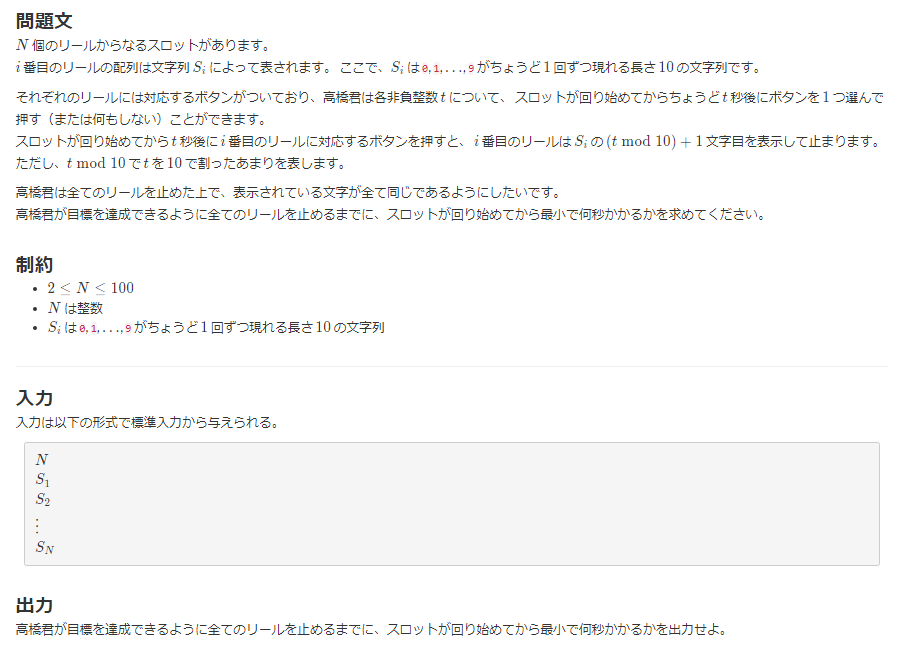 問題文
N 個のリールからなるスロットがあります。
i 番目のリールの配列は文字列 S_i によって表されます。 ここで、S_i は 0,1,…,9 がちょうど 1 回ずつ現れる長さ 10 の文字列です。
それぞれのリールには対応するボタンがついており、高橋君は各非負整数 t について、 スロットが回り始めてからちょうど t 秒後にボタンを 1 つ選んで
押す（または何もしない）ことができます。
スロットが回り始めてから t 秒後に i 番目のリールに対応するボタンを押すと、 i 番目のリールは S_i の (t mod 10) + 1 文字目を表示して止まります。
ただし、t mod 10 で t を 10 で割ったあまりを表します。
高橋君は全てのリールを止めた上で、表示されている文字が全て同じであるようにしたいです。
高橋君が目標を達成できるように全てのリールを止めるまでに、スロットが回り始めてから最小で何秒かかるかを求めてください。
制約
• 2 ≤ N ≤ 100
• N は整数
• S_i は 0,1,…,9 がちょうど 1 回ずつ現れる長さ 10 の文字列
入力
入力は以下の形式で標準入力から与えられる。
N
S_1
S_2
⋮
S_N
出力
高橋君が目標を達成できるように全てのリールを止めるまでに、スロットが回り始めてから最小で何秒かかるかを出力せよ。